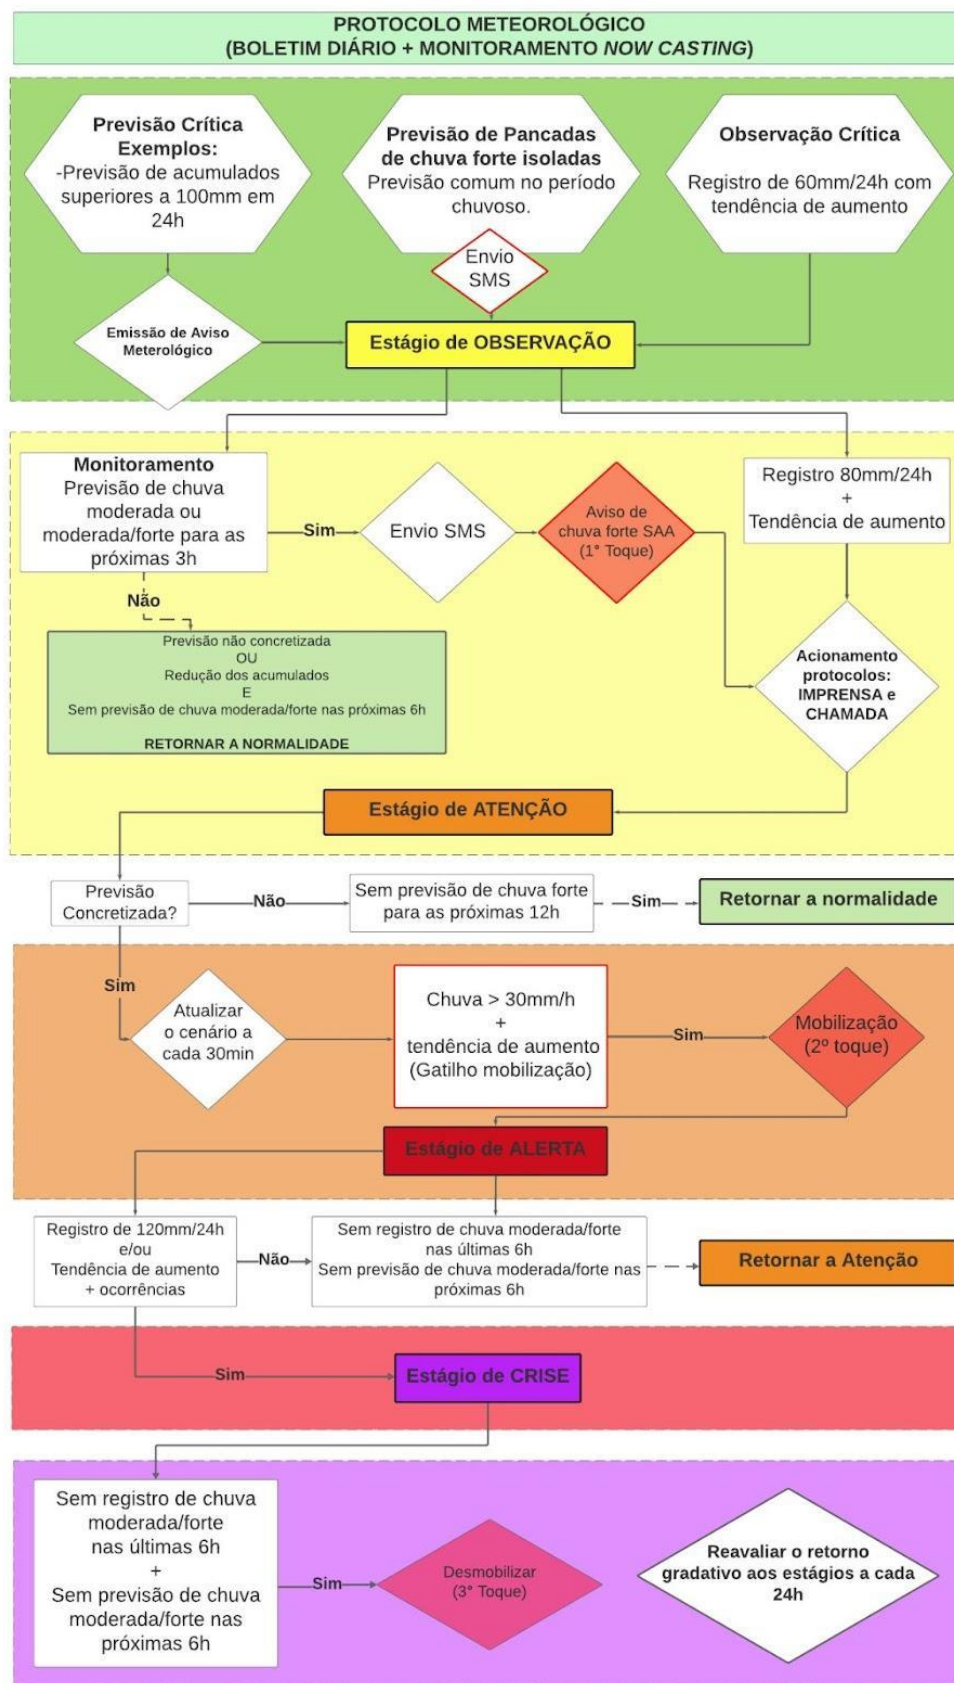 PROTOCOLO METEOROLÓGICO
(BOLETIM DIÁRIO + MONITORAMENTO NOW CASTING)
Previsão Crítica
Exemplos:
-Previsão de acumulados
superiores a 100mm em
24h
Previsão de Pancadas
de chuva forte isoladas
Previsão comum no período
chuvoso.
Observação Crítica
Registro de 60mm/24h com
tendência de aumento
Envio
SMS
Emissão de Aviso
Meterológico
Estágio de OBSERVAÇÃO
Monitoramento
Previsão de chuva
moderada ou
moderada/forte para as
próximas 3h
Sim
Envio SMS
Aviso de
chuva forte SAA
(1° Toque)
Registro 80mm/24h
+
Tendência de aumento
Não
Previsão não concretizada
OU
Redução dos acumulados
E
Sem previsão de chuva moderada/forte nas próximas 6h
RETORNAR A NORMALIDADE
Acionamento
protocolos:
IMPRENSA e
CHAMADA
Estágio de ATENÇÃO
Previsão
Concretizada?
Não
Sem previsão de chuva forte
para as próximas 12h
Sim
Retornar a normalidade
Sim
Atualizar
o cenário a
cada 30min
Chuva > 30mm/h
+
tendência de aumento
(Gatilho mobilização)
Sim
Mobilização
(2º toque)
Estágio de ALERTA
Registro de 120mm/24h
e/ou
Tendência de aumento
+ ocorrências
Não
Sem registro de chuva moderada/forte
nas últimas 6h
Sem previsão de chuva moderada/forte nas
próximas 6h
Retornar a Atenção
Sim
Estágio de CRISE
Sem registro de chuva
moderada/forte
nas últimas 6h
+
Sem previsão de chuva
moderada/forte nas
próximas 6h
Sim
Desmobilizar
(3° Toque)
Reavaliar o retorno
gradativo aos estágios a cada
24h